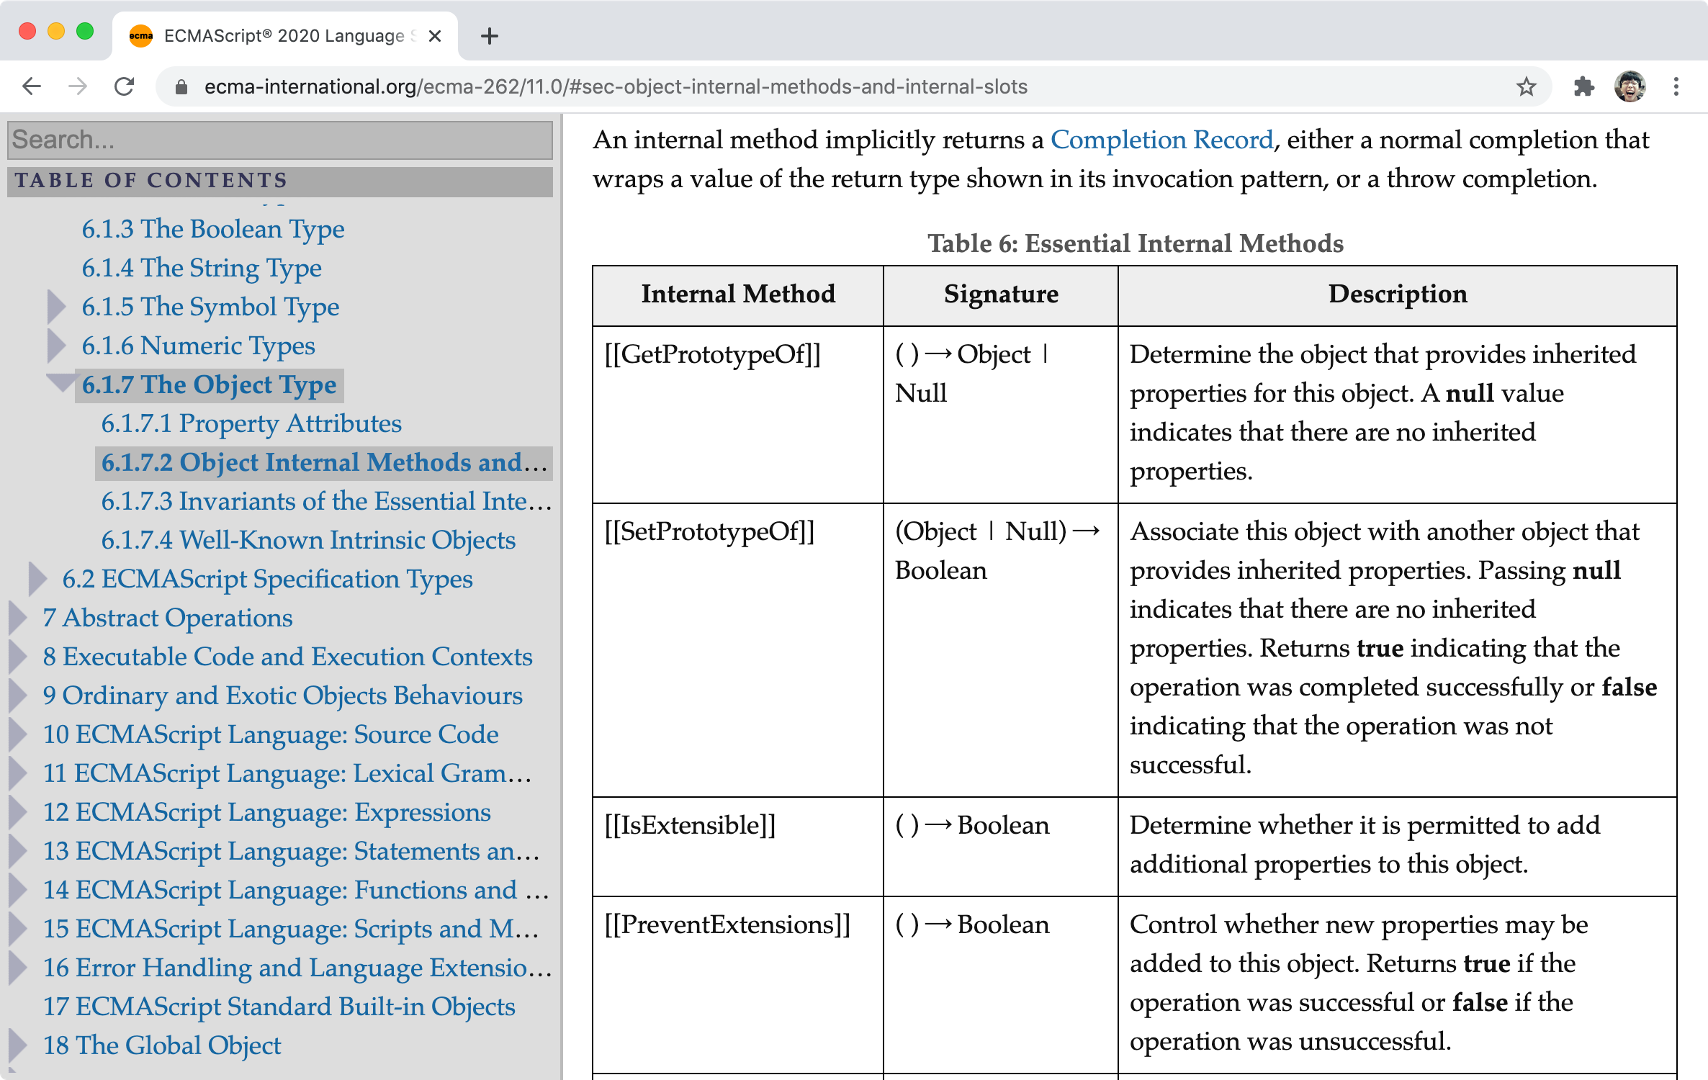 ecma ECMAScript® 2020 Language S
ecma-international.org/ecma-262/11.0/#sec-object-internal-methods-and-internal-slots
Search...
TABLE OF CONTENTS
6.1.3 The Boolean Type
6.1.4 The String Type
6.1.5 The Symbol Type
6.1.6 Numeric Types
6.1.7 The Object Type
6.1.7.1 Property Attributes
6.1.7.2 Object Internal Methods and…
6.1.7.3 Invariants of the Essential Inte…
6.1.7.4 Well-Known Intrinsic Objects
6.2 ECMAScript Specification Types
7 Abstract Operations
8 Executable Code and Execution Contexts
9 Ordinary and Exotic Objects Behaviours
10 ECMAScript Language: Source Code
11 ECMAScript Language: Lexical Gram…
12 ECMAScript Language: Expressions
13 ECMAScript Language: Statements an…
14 ECMAScript Language: Functions and …
15 ECMAScript Language: Scripts and M…
16 Error Handling and Language Extensio…
17 ECMAScript Standard Built-in Objects
18 The Global Object
An internal method implicitly returns a Completion Record, either a normal completion that
wraps a value of the return type shown in its invocation pattern, or a throw completion.
Table 6: Essential Internal Methods
Internal Method Signature Description
[[GetPrototypeOf]] ( ) → Object | Determine the object that provides inherited
Null properties for this object. A null value
indicates that there are no inherited
properties.
[[SetPrototypeOf]] (Object | Null) → Associate this object with another object that
Boolean provides inherited properties. Passing null
indicates that there are no inherited
properties. Returns true indicating that the
operation was completed successfully or false
indicating that the operation was not
successful.
[[IsExtensible]] ( ) → Boolean Determine whether it is permitted to add
additional properties to this object.
[[PreventExtensions]] ( ) → Boolean Control whether new properties may be
added to this object. Returns true if the
operation was successful or false if the
operation was unsuccessful.